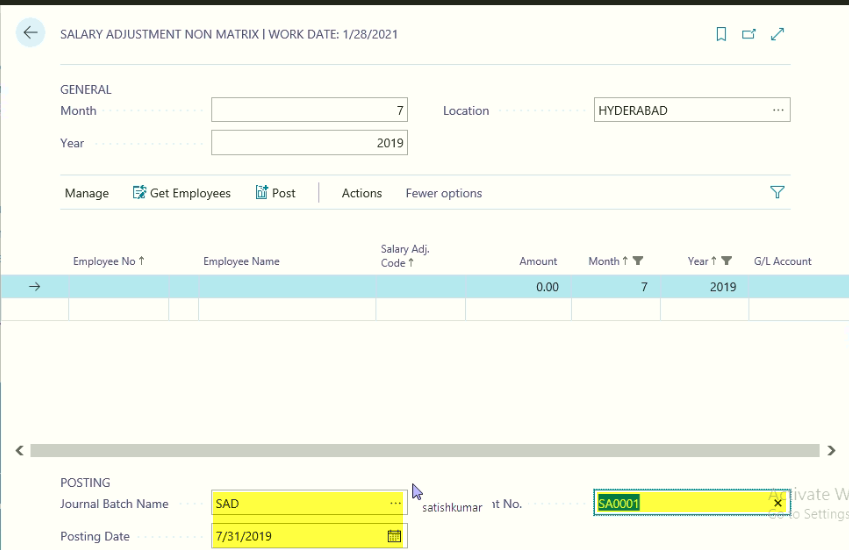 SALARY ADJUSTMENT NON MATRIX | WORK DATE: 1/28/2021
GENERAL
Month 7 Location HYDERABAD
Year 2019
Manage Get Employees Post Actions Fewer options
Employee No ↑ Employee Name Salary Adj. Code ↑ Amount Month ↑ Year ↑ G/L Account
0.00 7 2019
POSTING
Journal Batch Name SAD satishkumar nt No. SA0001
Posting Date 7/31/2019
Activate W
Go to Settings